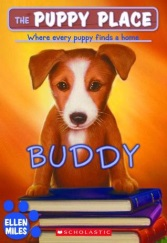 THE PUPPY PLACE
Where every puppy finds a home
BUDDY
ELLEN
MILES
SCHOLASTIC